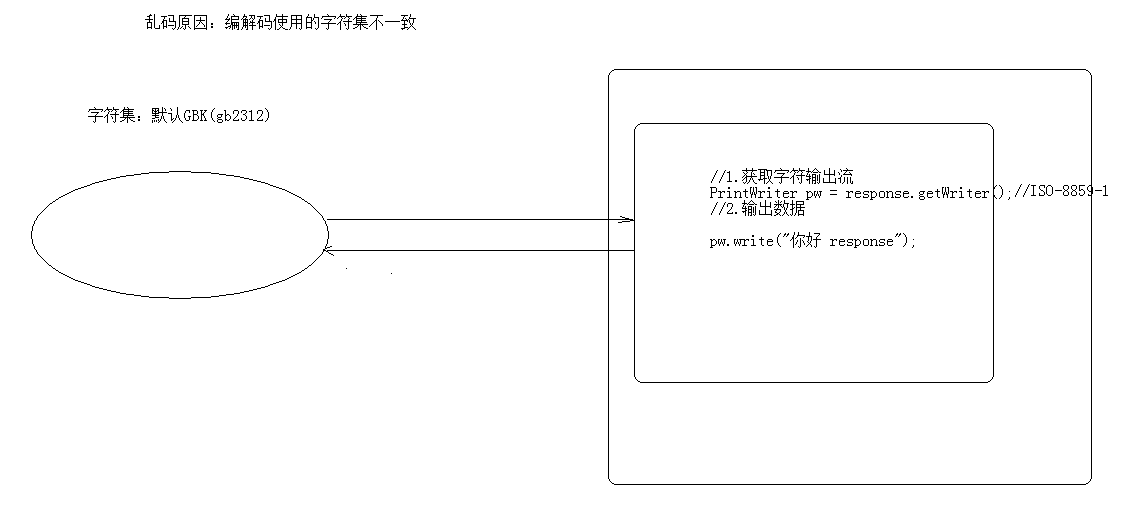 乱码原因：编解码使用的字符集不一致
字符集：默认GBK(gb2312)
//1.获取字符输出流
PrintWriter pw = response.getWriter();//ISO-8859-1
//2.输出数据
pw.write("你好 response");